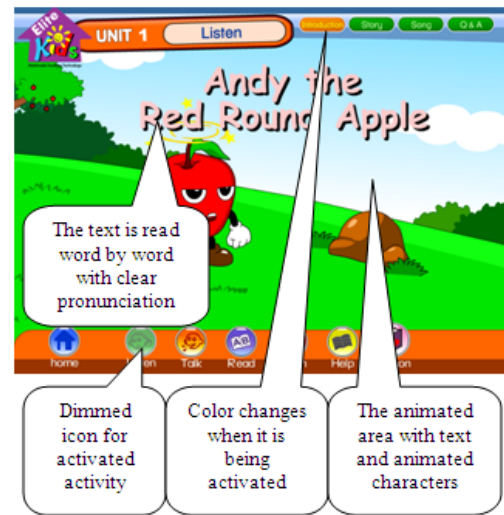 Elite
Kids
UNIT 1
Listen
Introduction
Story
Song
Q & A
Andy the
Red Round Apple
The text is read
word by word
with clear
pronunciation
home
Talk
Read
Help
Dimmed
icon for
activated
activity
Color changes
when it is
being
activated
The animated
area with text
and animated
characters